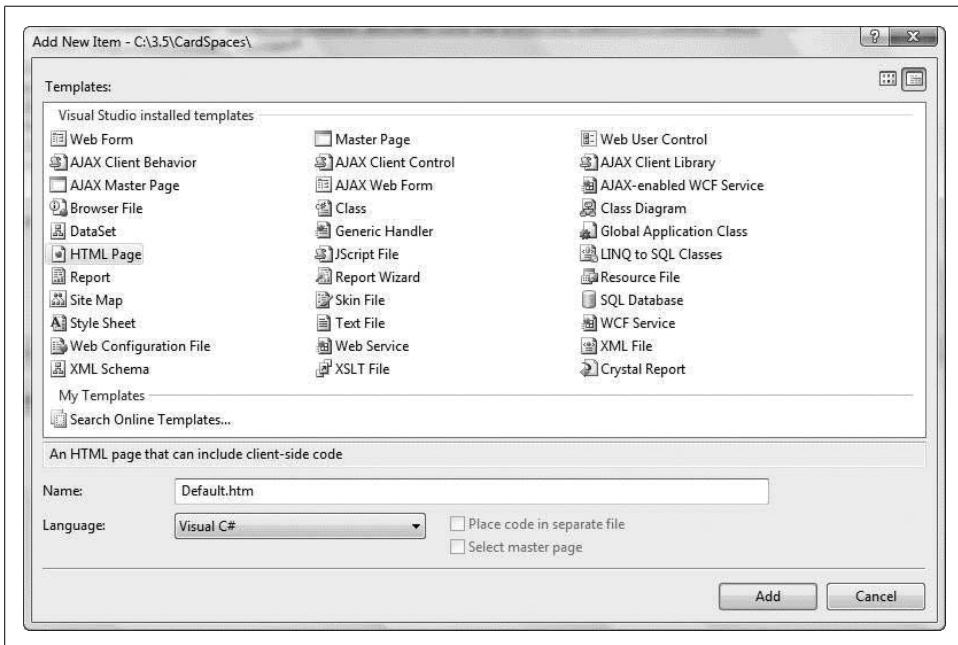 Add New Item - C:\3.5\CardSpaces\
Templates:
Visual Studio installed templates
Web Form
Master Page
Web User Control
AJAX Client Behavior
AJAX Client Control
AJAX Client Library
AJAX Master Page
AJAX Web Form
AJAX-enabled WCF Service
Browser File
Class
Class Diagram
DataSet
Generic Handler
Global Application Class
HTML Page
JScript File
LINQ to SQL Classes
Report
Report Wizard
Resource File
Site Map
Skin File
SQL Database
Style Sheet
Text File
WCF Service
Web Configuration File
Web Service
XML File
XML Schema
XSLT File
Crystal Report
My Templates
Search Online Templates...
An HTML page that can include client-side code
Name:
Default.htm
Language:
Visual C#
Place code in separate file
Select master page
Add
Cancel